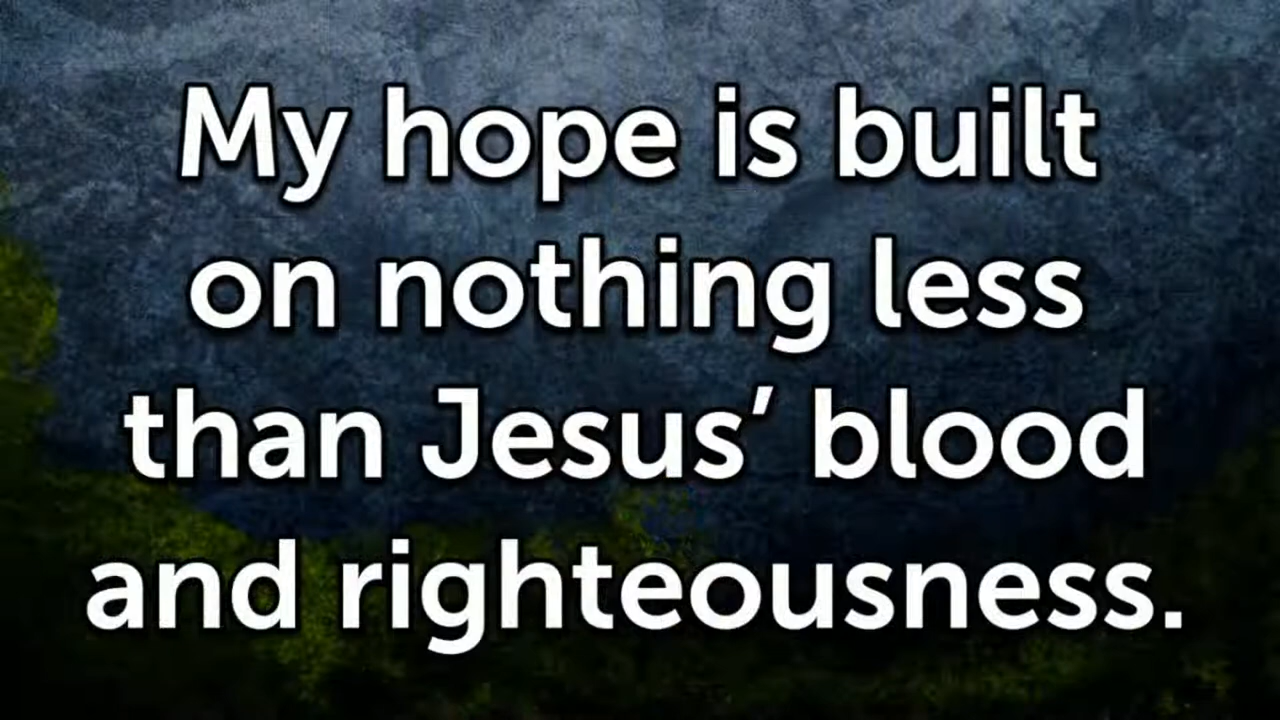 My hope is built
on nothing less
than Jesus’ blood
and righteousness.